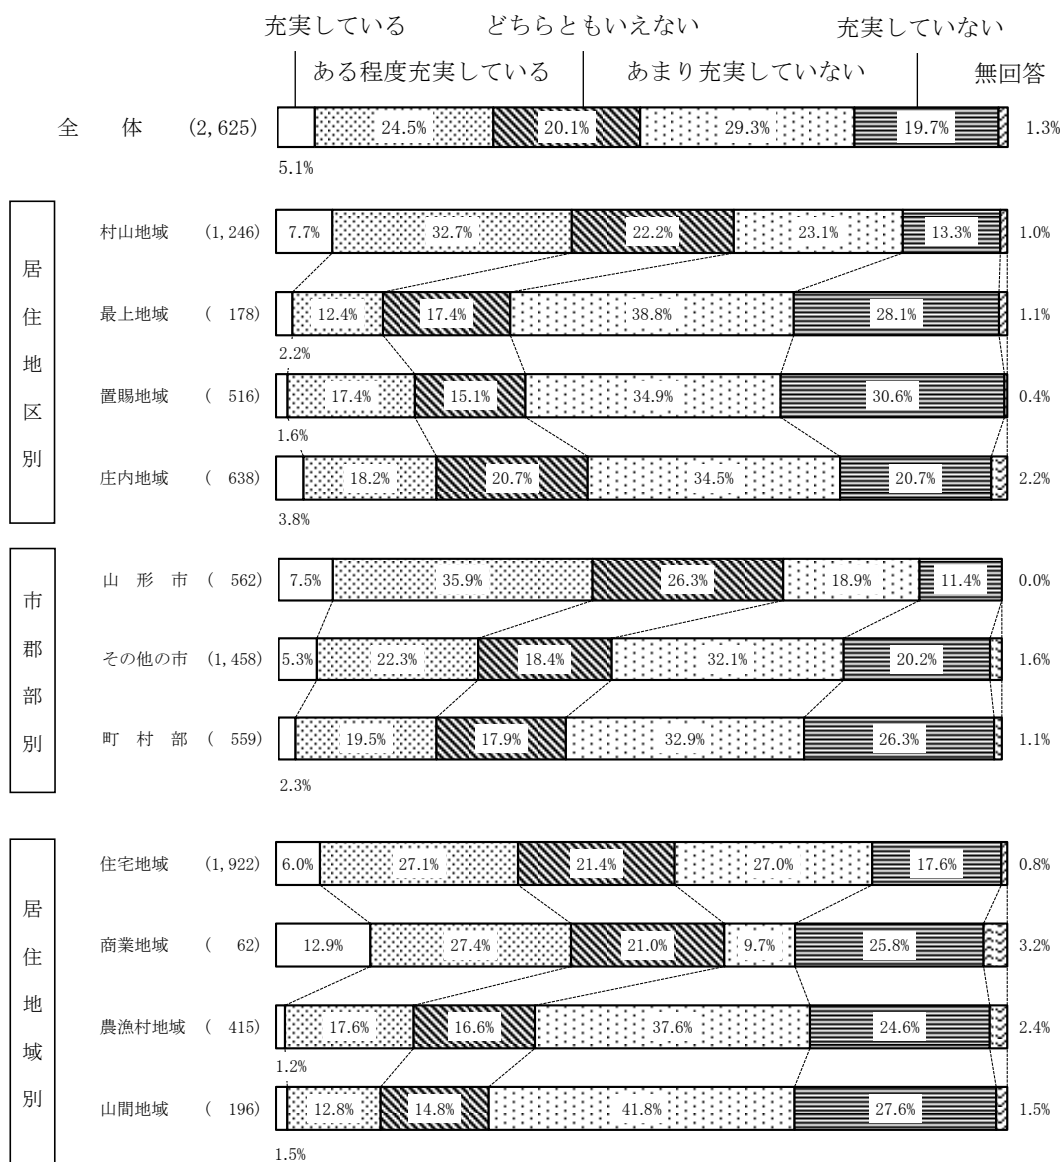 充実している どちらともいえない 充実していない
ある程度充実している あまり充実していない 無回答
全 体 (2,625) 24.5% 20.1% 29.3% 19.7% 1.3%
5.1%
居住地区別
村山地域 (1,246) 7.7% 32.7% 22.2% 23.1% 13.3% 1.0%
最上地域 ( 178) 12.4% 17.4% 38.8% 28.1% 1.1%
2.2%
置賜地域 ( 516) 17.4% 15.1% 34.9% 30.6% 0.4%
1.6%
庄内地域 ( 638) 18.2% 20.7% 34.5% 20.7% 2.2%
3.8%
市郡部別
山 形 市 ( 562) 7.5% 35.9% 26.3% 18.9% 11.4% 0.0%
その他の市 (1,458) 5.3% 22.3% 18.4% 32.1% 20.2% 1.6%
町 村 部 ( 559) 19.5% 17.9% 32.9% 26.3% 1.1%
2.3%
居住地域別
住宅地域 (1,922) 6.0% 27.1% 21.4% 27.0% 17.6% 0.8%
商業地域 ( 62) 12.9% 27.4% 21.0% 9.7% 25.8% 3.2%
農漁村地域 ( 415) 17.6% 16.6% 37.6% 24.6% 2.4%
1.2%
山間地域 ( 196) 12.8% 14.8% 41.8% 27.6% 1.5%
1.5%